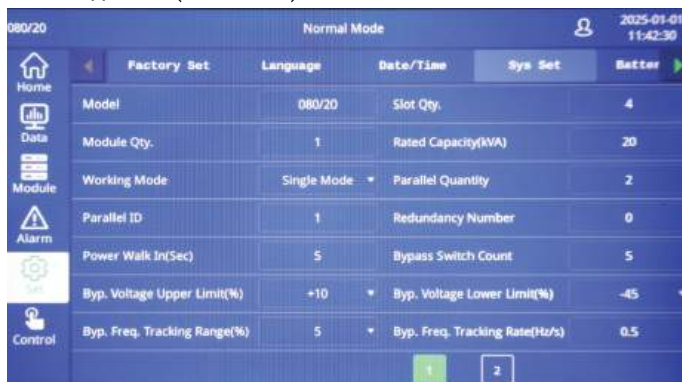 080/20 Normal Mode 2025-01-01
11:42:30
Home
Factory Set Language Date/Time Sys Set Batter
Model 080/20 Slot Qty. 4
Data
Module Qty. 1 Rated Capacity(kVA) 20
Module
Working Mode Single Mode Parallel Quantity 2
Alarm
Parallel ID 1 Redundancy Number 0
Power Walk In(Sec) 5 Bypass Switch Count 5
Set
Byp. Voltage Upper Limit(%) +10 Byp. Voltage Lower Limit(%) -45
Control
Byp. Freq. Tracking Range(%) 5 Byp. Freq. Tracking Rate(Hz/s) 0.5
1 2